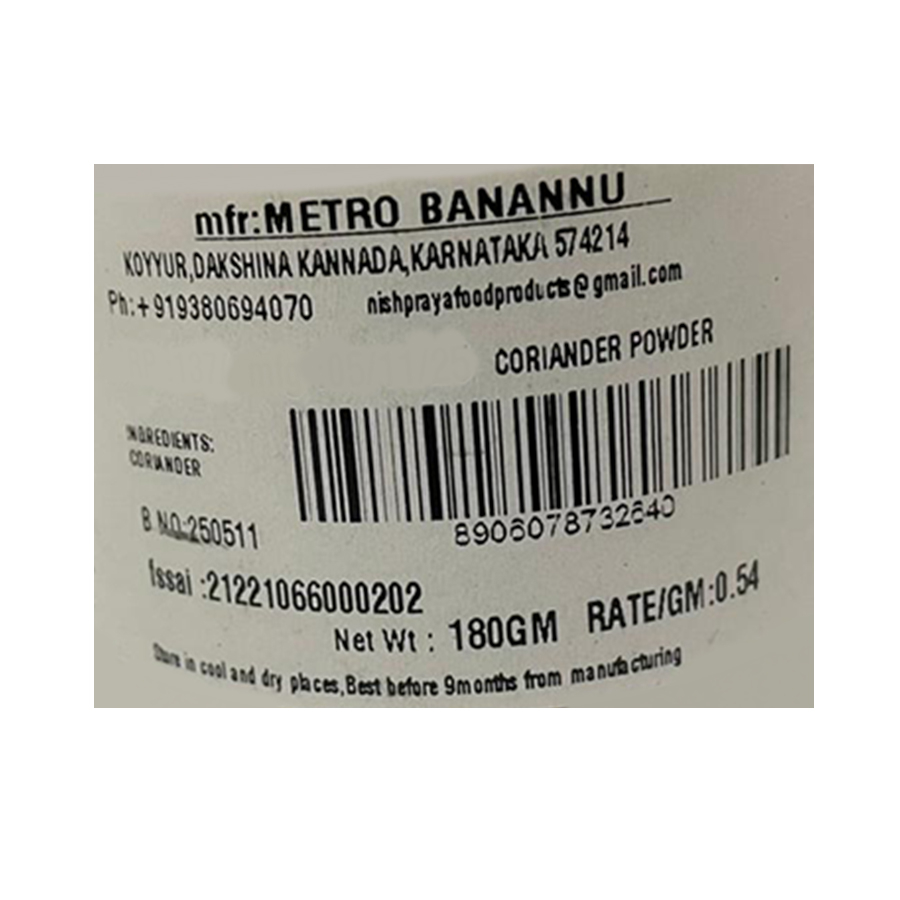 mfr:METRO BANANNU
KOYYUR,DAKSHINA KANNADA,KARNATAKA 574214
Ph:+919380694070 nishprayafoodproducts@gmail.com
CORIANDER POWDER
INGREDIENTS:
CORIANDER
8906078732640
B NO:250511
fssai :21221066000202
Net Wt : 180GM RATE/GM:0.54
Store in cool and dry places,Best before 9months from manufacturing